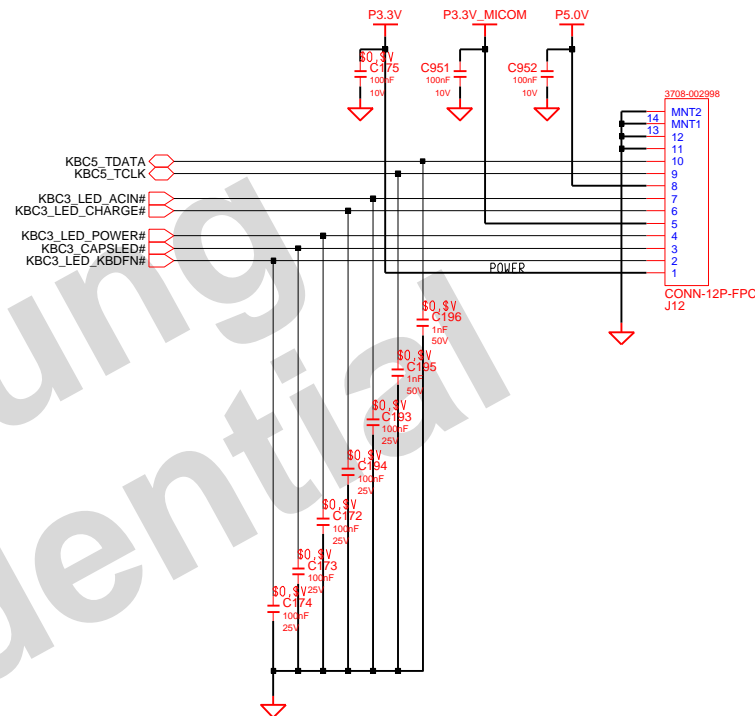 P3.3V
P3.3V_MICOM
P5.0V
$0,$V
C175
100nF
10V
C951
100nF
10V
C952
100nF
10V
3708-002998
MNT2
14
MNT1
13
12
11
10
9
8
7
6
5
4
3
2
1
CONN-12P-FPC
J12
KBC5_TDATA
KBC5_TCLK
KBC3_LED_ACIN#
KBC3_LED_CHARGE#
KBC3_LED_POWER#
KBC3_CAPSLED#
KBC3_LED_KBDFN#
POWER
$0,$V
C196
1nF
50V
$0,$V
C195
1nF
50V
$0,$V
C193
100nF
25V
$0,$V
C194
100nF
25V
$0,$V
C172
100nF
25V
$0,$V
C173
100nF
25V
$0,$V
C174
100nF
25V
ung
dential